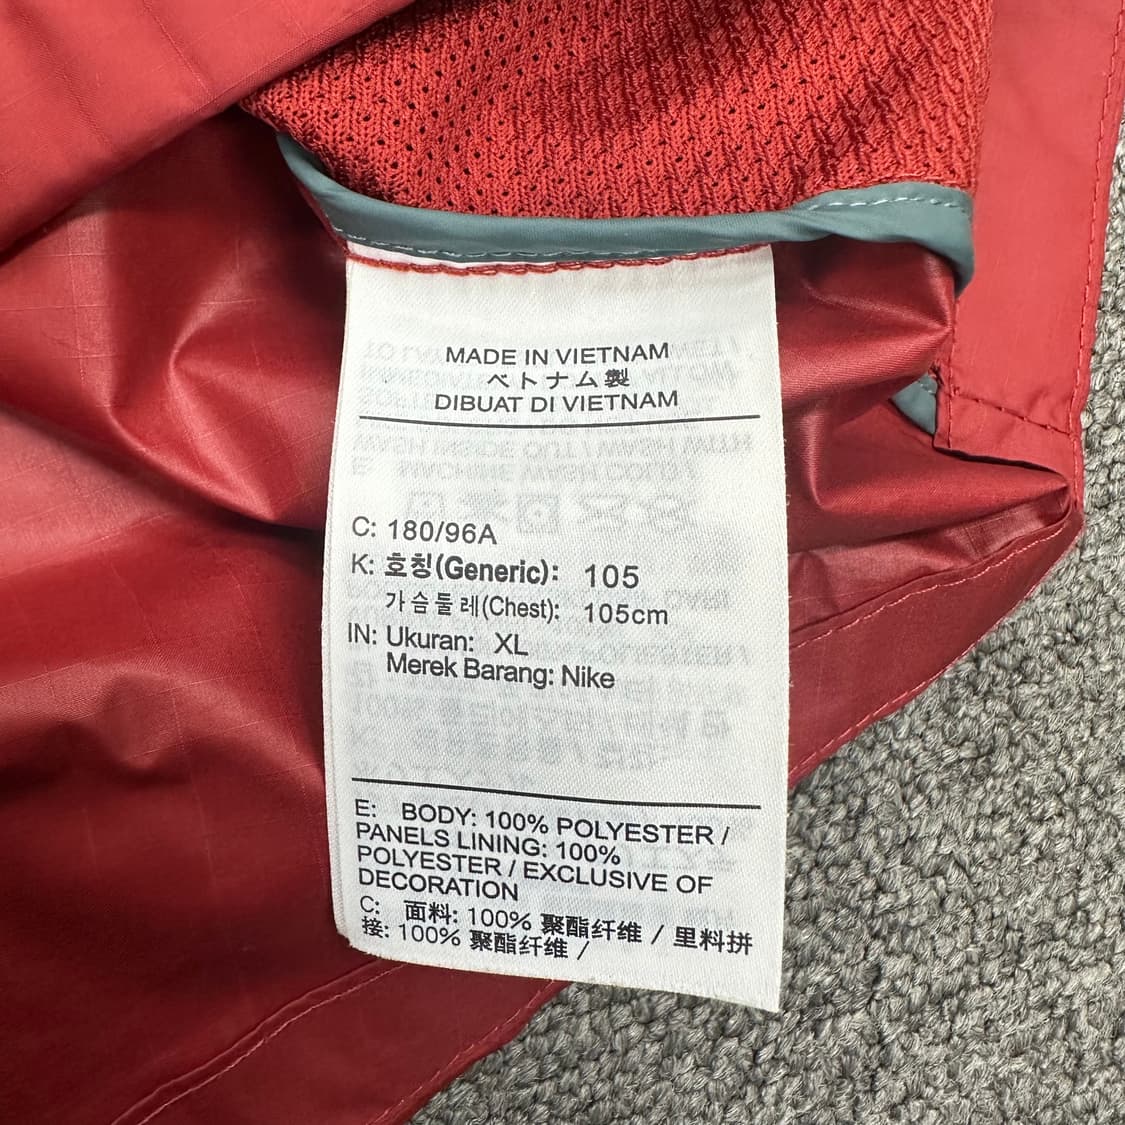 MADE IN VIETNAM
ベトナム製
DIBUAT DI VIETNAM
C: 180/96A
K: 호칭(Generic): 105
가슴둘레(Chest): 105cm
IN: Ukuran: XL
Merek Barang: Nike
E: BODY: 100% POLYESTER /
PANELS LINING: 100%
POLYESTER / EXCLUSIVE OF
DECORATION
C: 面料: 100% 聚酯纤维 / 里料拼
接: 100% 聚酯纤维 /